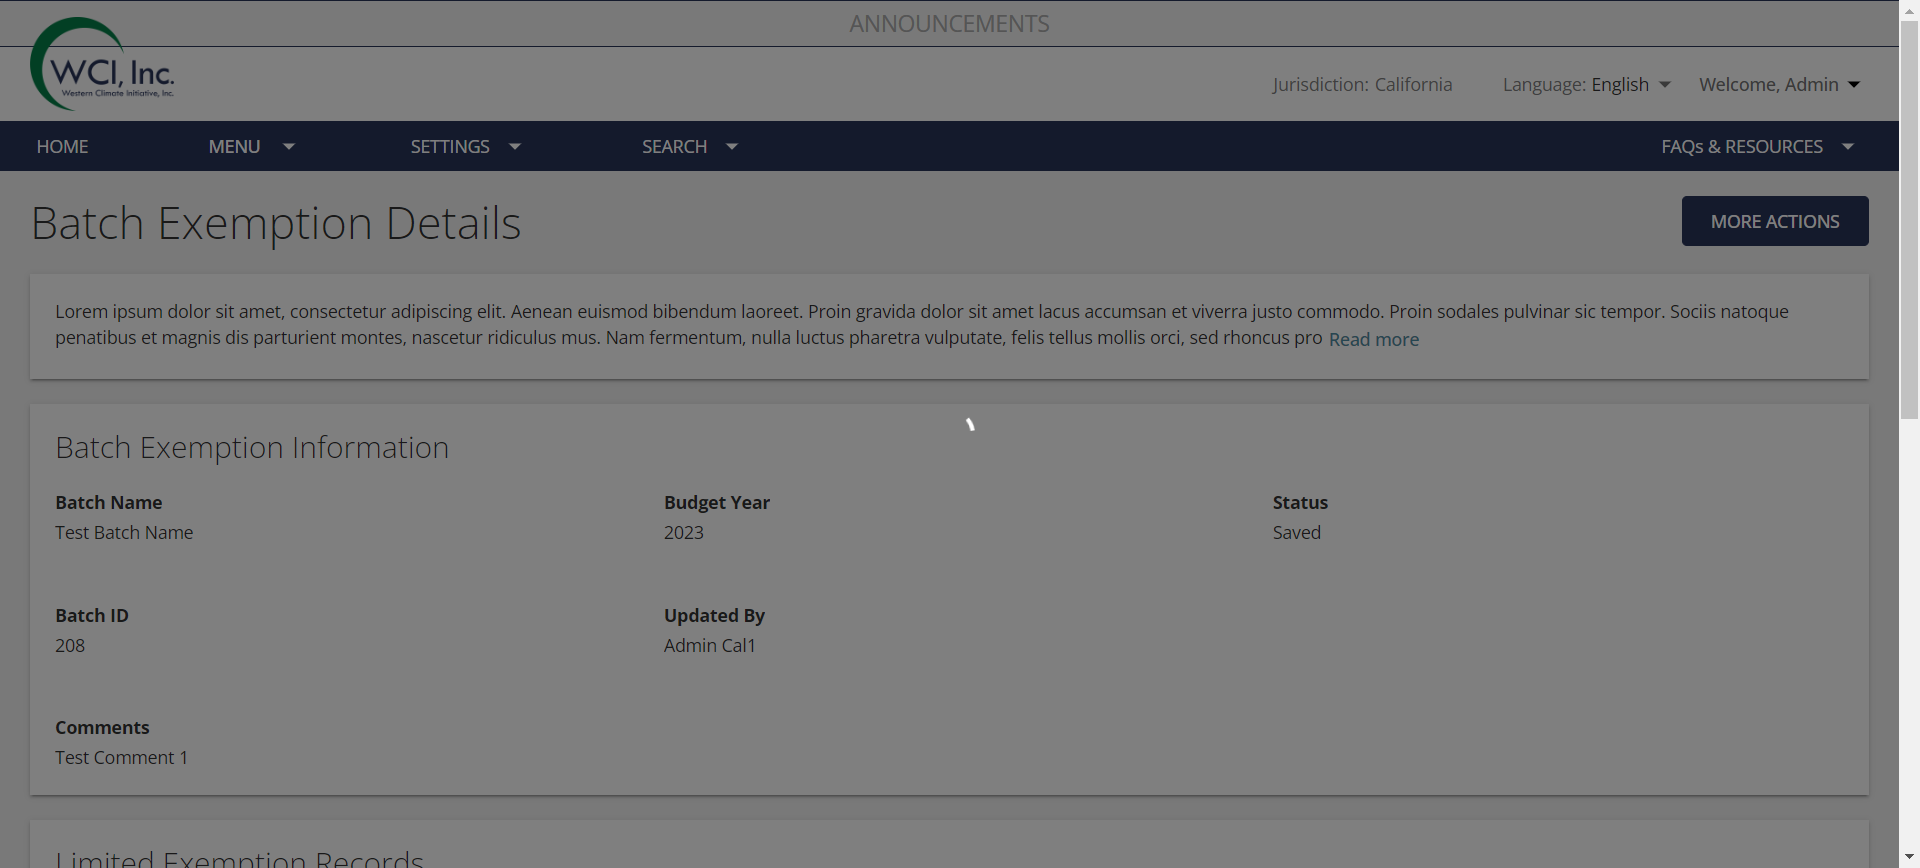 ANNOUNCEMENTS
WCI, Inc.
Western Climate Initiative, Inc.
Jurisdiction: California
Language: English
Welcome, Admin
HOME
MENU
SETTINGS
SEARCH
FAQs & RESOURCES
Batch Exemption Details
MORE ACTIONS
Lorem ipsum dolor sit amet, consectetur adipiscing elit. Aenean euismod bibendum laoreet. Proin gravida dolor sit amet lacus accumsan et viverra justo commodo. Proin sodales pulvinar sic tempor. Sociis natoque
penatibus et magnis dis parturient montes, nascetur ridiculus mus. Nam fermentum, nulla luctus pharetra vulputate, felis tellus mollis orci, sed rhoncus pro Read more
Batch Exemption Information
Batch Name
Test Batch Name
Budget Year
2023
Status
Saved
Batch ID
208
Updated By
Admin Cal1
Comments
Test Comment 1
Limited Exemption Records